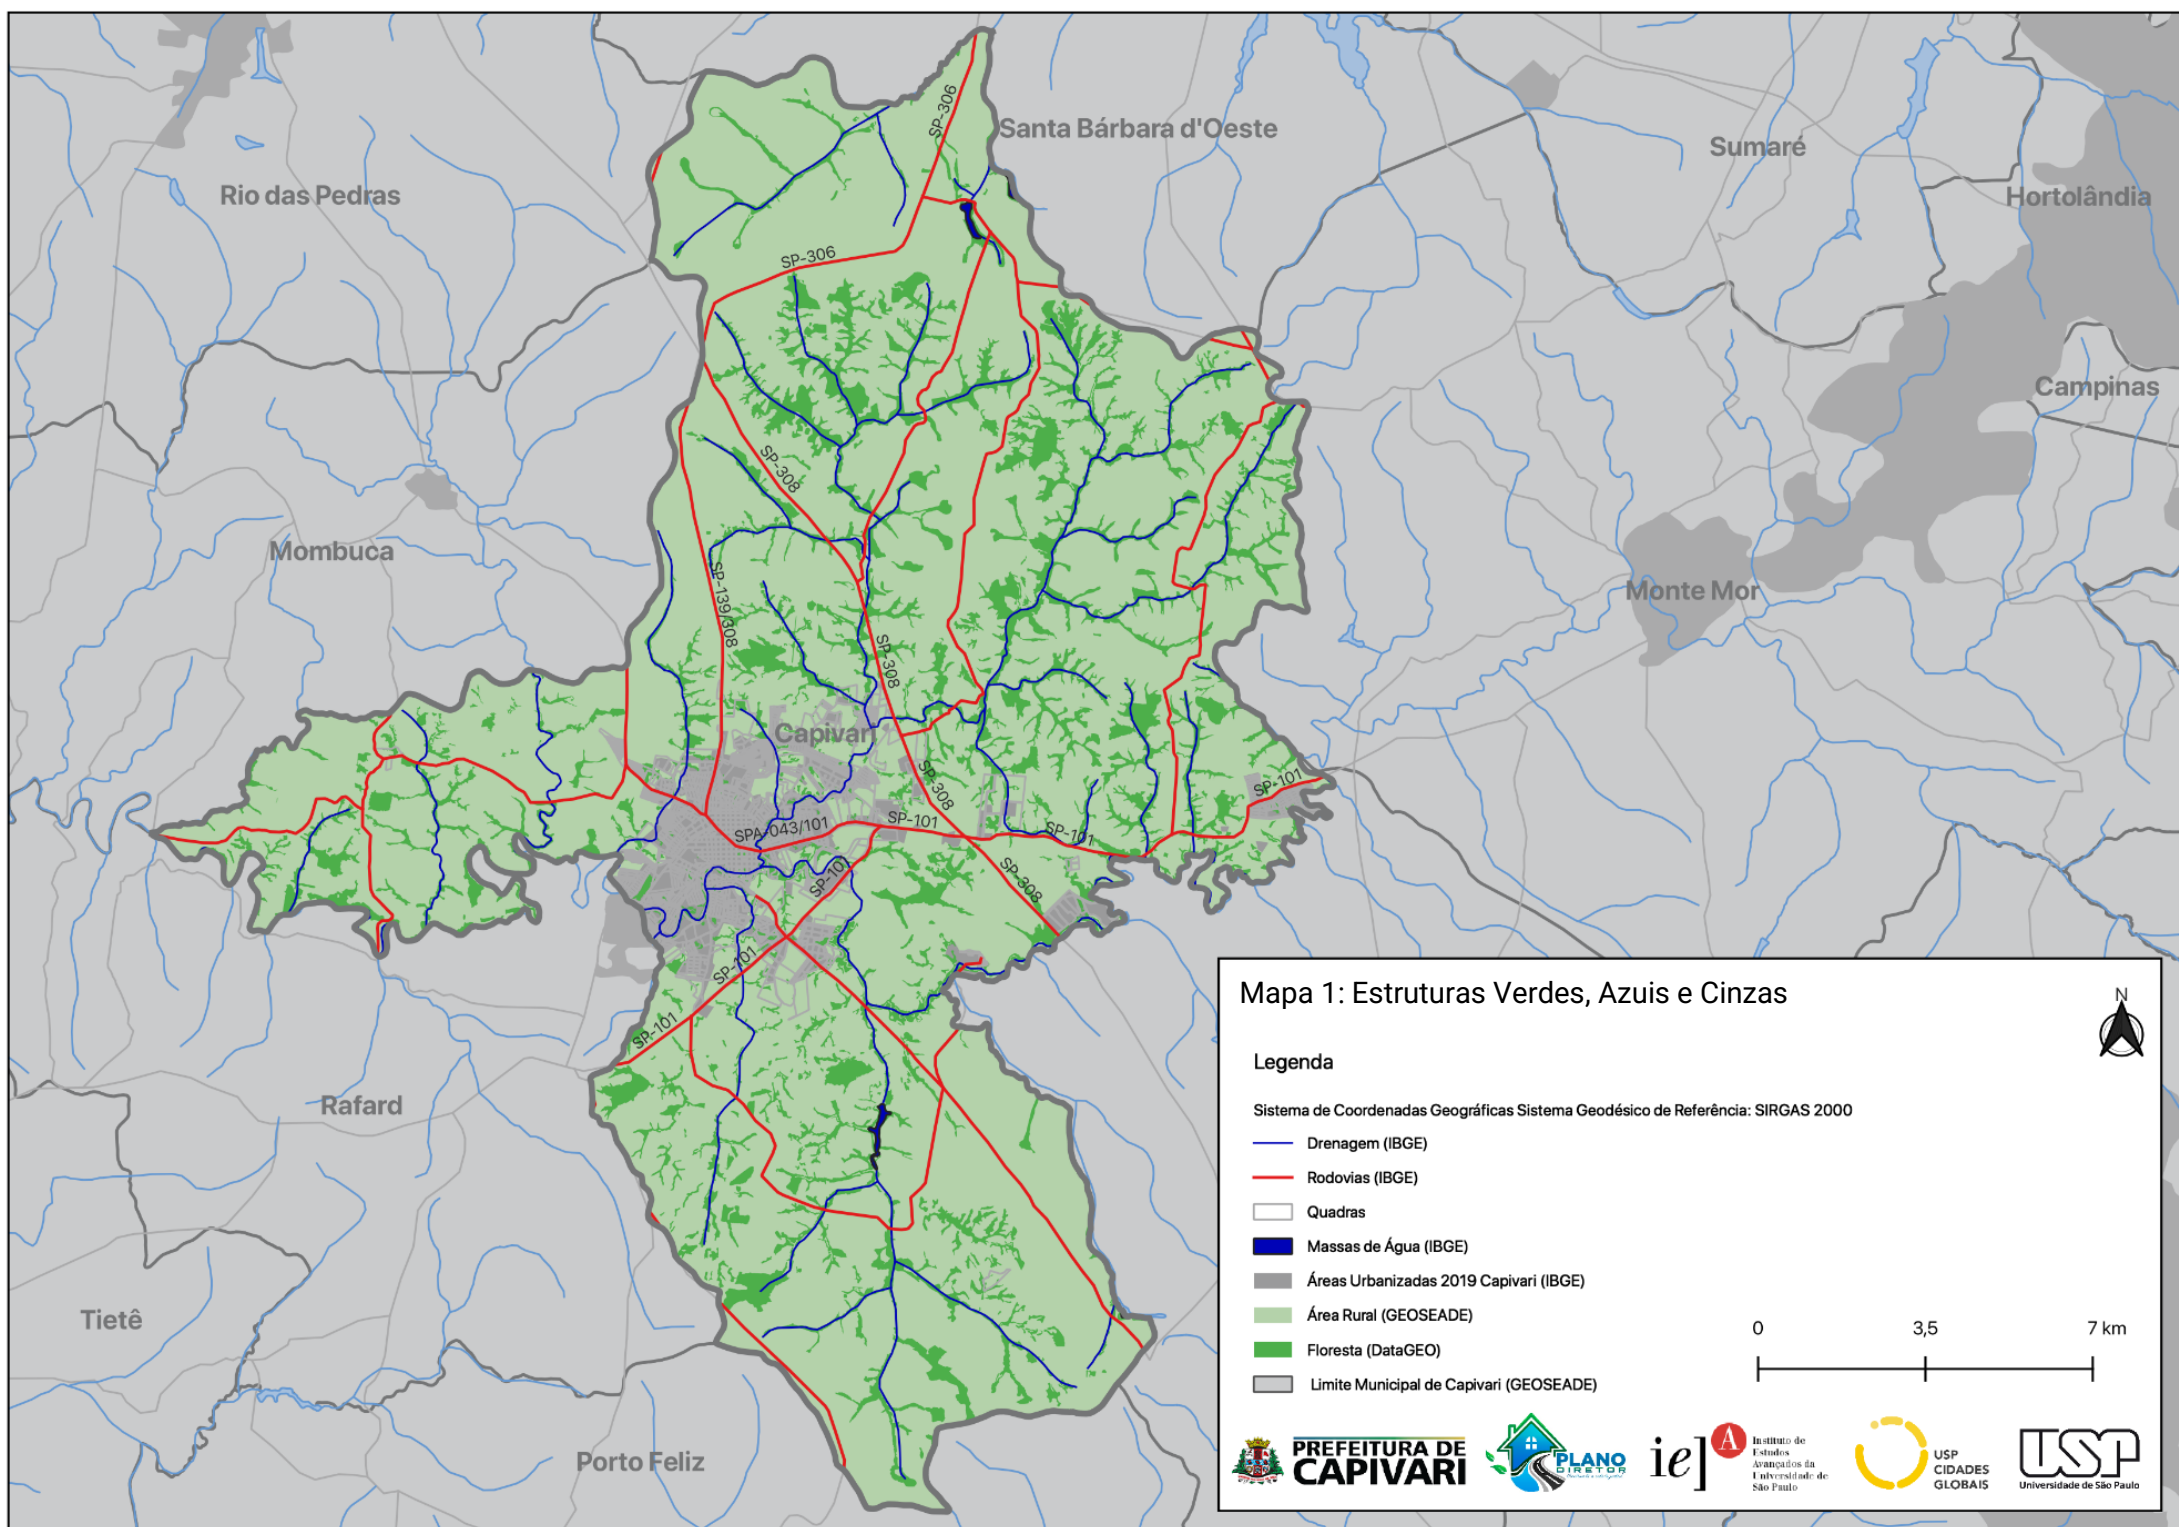 Santa Bárbara d'Oeste
Sumaré
Hortolândia
Rio das Pedras
SP-306
SP-306
Campinas
SP-308
Mombuca
SP-139/308
Monte Mor
SP-308
Capivari
SP-308
SP-101
SPA-043/101
SP-101
SP-101
SP-101
SP-308
SP-101
SP-101
Rafard
Tietê
Porto Feliz
Mapa 1: Estruturas Verdes, Azuis e Cinzas
N
Legenda
Sistema de Coordenadas Geográficas Sistema Geodésico de Referência: SIRGAS 2000
Drenagem (IBGE)
Rodovias (IBGE)
Quadras
Massas de Água (IBGE)
Áreas Urbanizadas 2019 Capivari (IBGE)
Área Rural (GEOSEADE)
Floresta (DataGEO)
Limite Municipal de Capivari (GEOSEADE)
0 3,5 7 km
PREFEITURA DE
CAPIVARI
PLANO
DIRETOR
iea
Instituto de
Estudos
Avançados da
Universidade de
São Paulo
USP
CIDADES
GLOBAIS
USP
Universidade de São Paulo